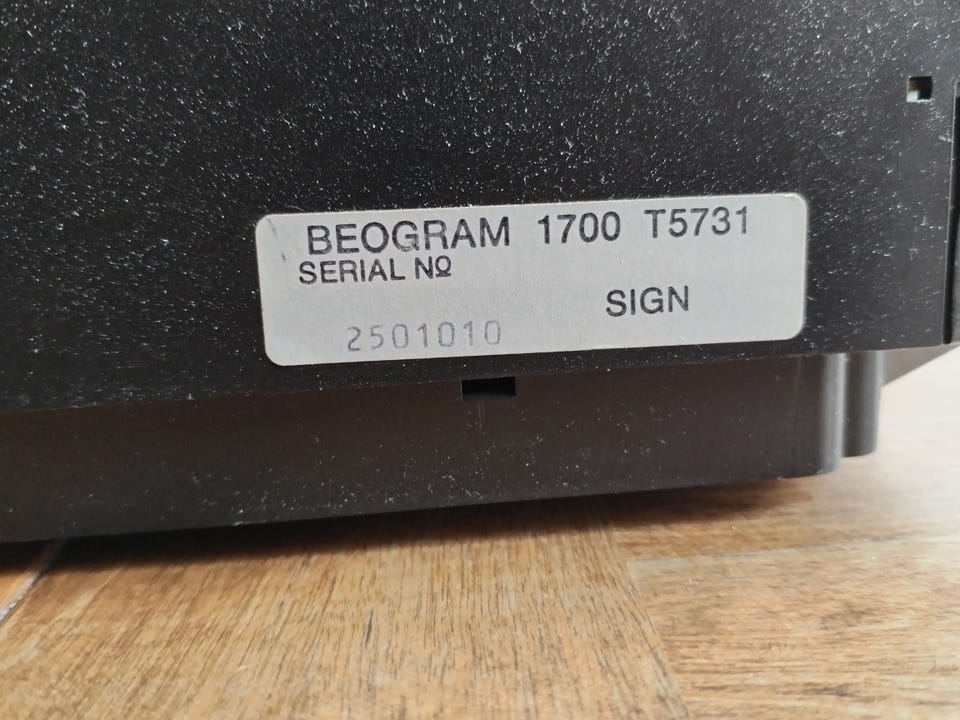 BEOGRAM 1700 T5731
SERIAL Nº
SIGN
2501010